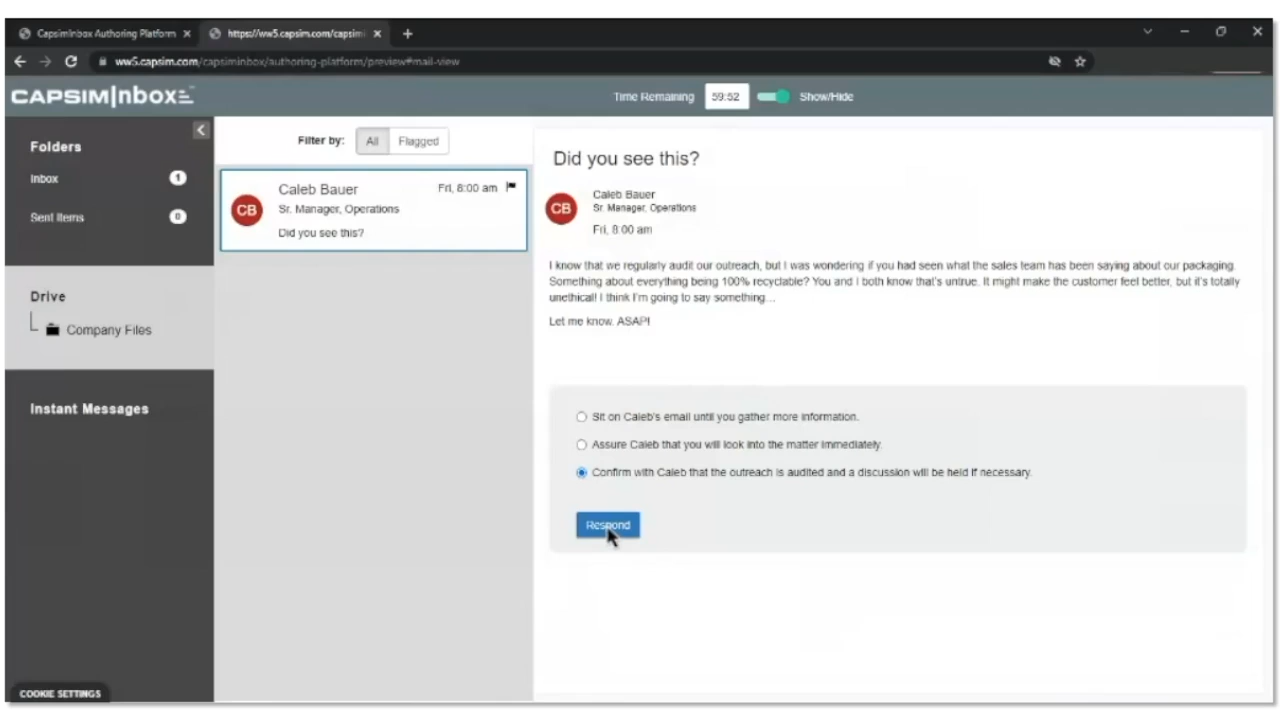 CapsimInbox Authoring Platform
https://ww5.capsim.com/capsimi
ww5.capsim.com/capsiminbox/authoring-platform/preview#mail-view
CAPSIM|nbox
Time Remaining 59:52 Show/Hide
Folders
Inbox 1
Sent Items 0
Drive
Company Files
Instant Messages
COOKIE SETTINGS
Filter by: All Flagged
CB
Caleb Bauer Fri, 8:00 am
Sr. Manager, Operations
Did you see this?
Did you see this?
CB
Caleb Bauer
Sr. Manager, Operations
Fri, 8:00 am
I know that we regularly audit our outreach, but I was wondering if you had seen what the sales team has been saying about our packaging.
Something about everything being 100% recyclable? You and I both know that's untrue. It might make the customer feel better, but it's totally
unethical! I think I'm going to say something...
Let me know. ASAP!
Sit on Caleb's email until you gather more information.
Assure Caleb that you will look into the matter immediately.
Confirm with Caleb that the outreach is audited and a discussion will be held if necessary.
Respond